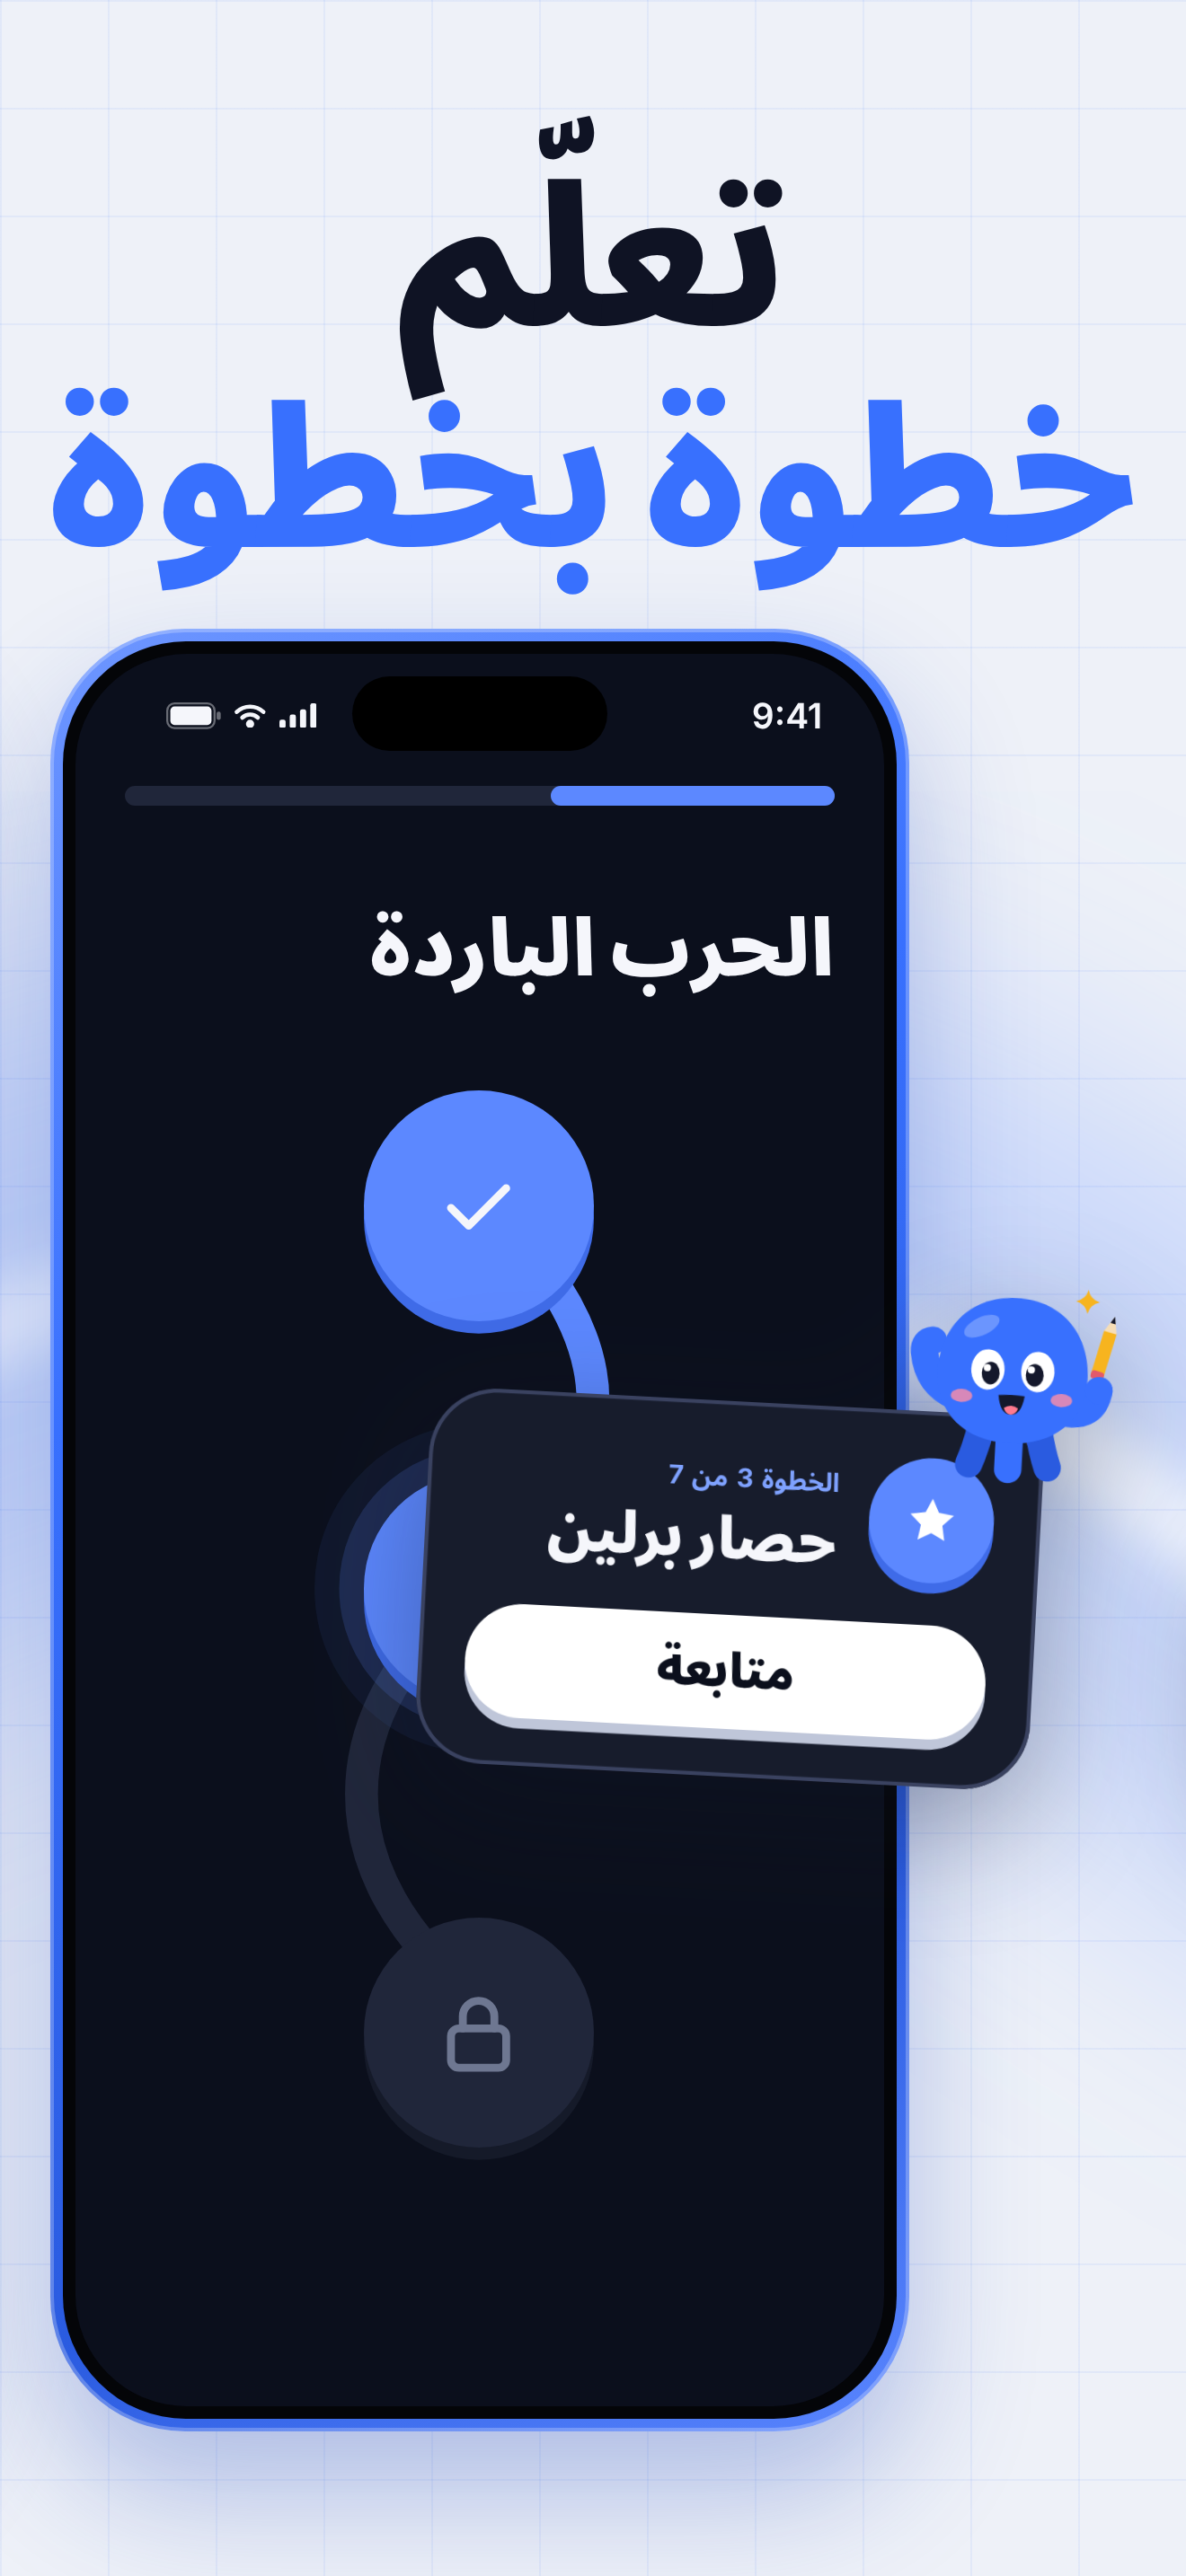 تعلّم
خطوة بخطوة
9:41
الحرب الباردة
الخطوة 3 من 7
حصار برلين
متابعة